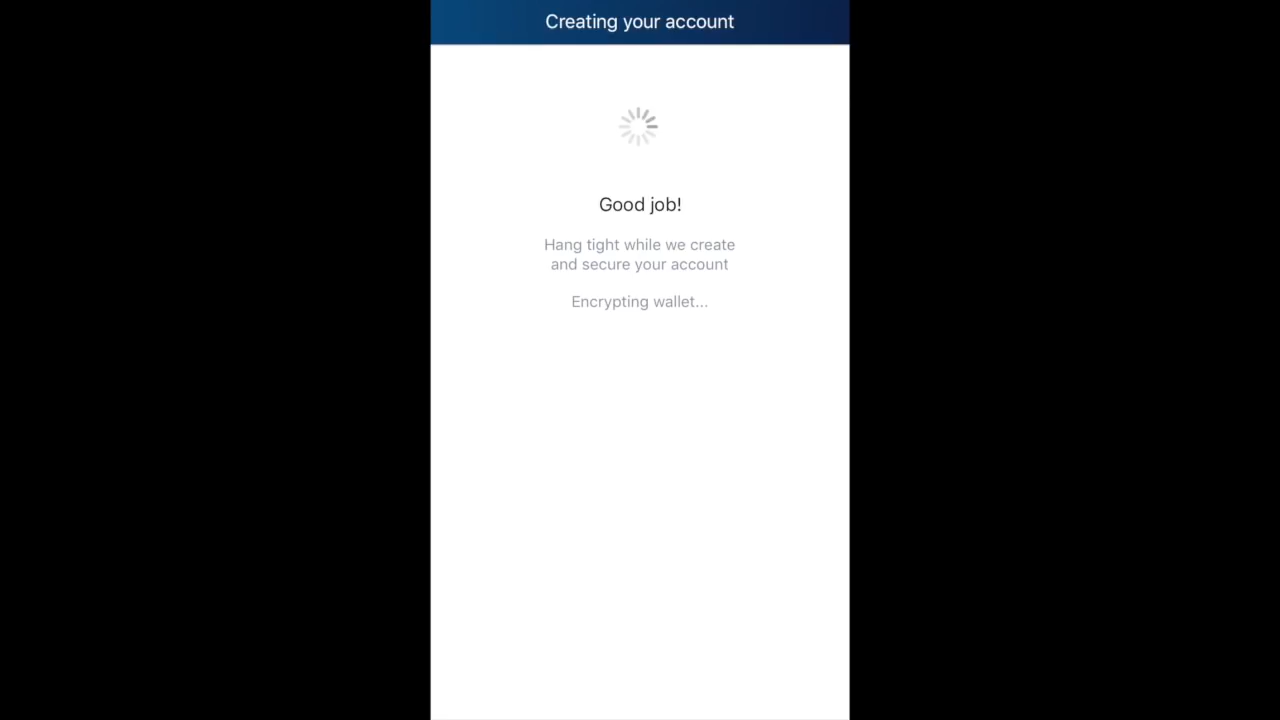 Creating your account
Good job!
Hang tight while we create
and secure your account
Encrypting wallet...